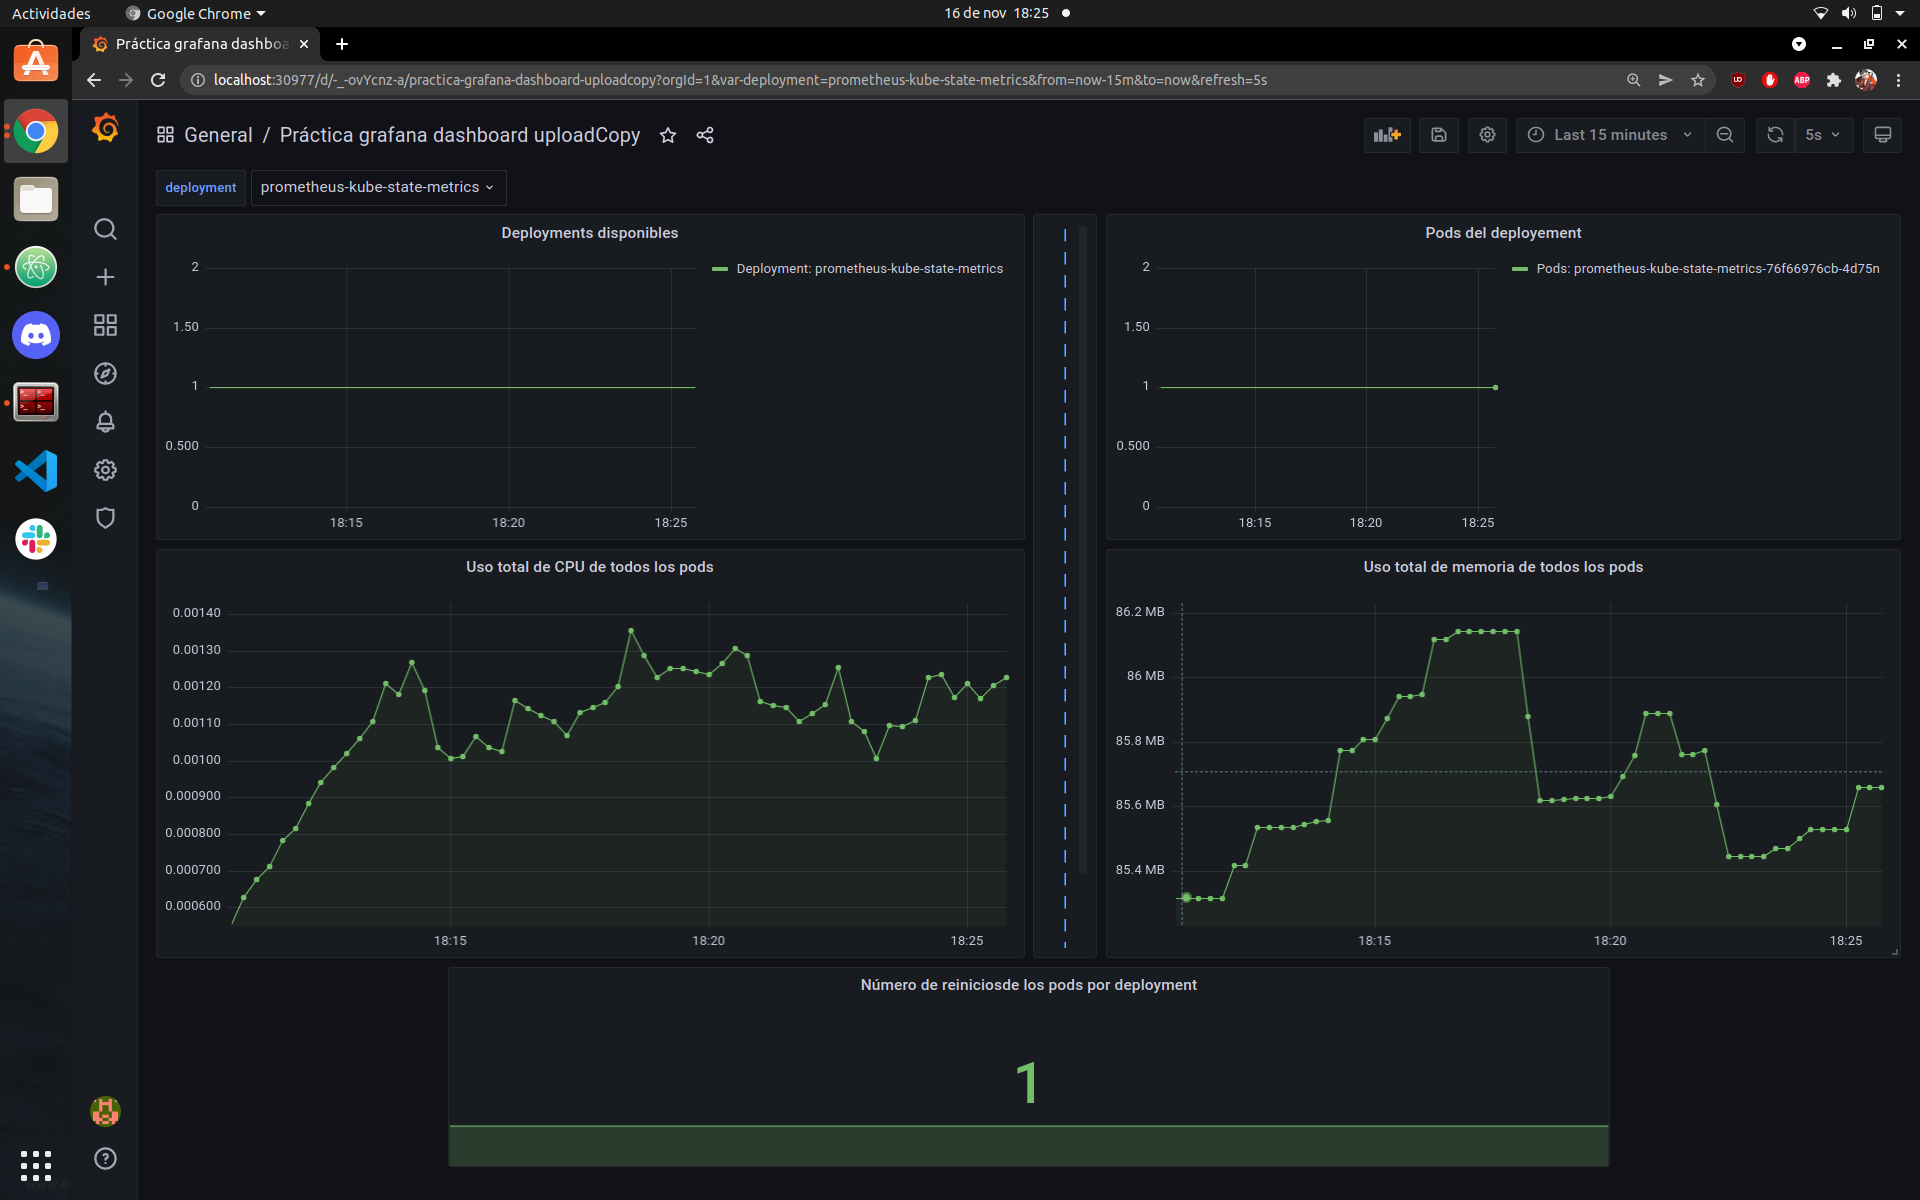 Actividades
Google Chrome
16 de nov 18:25
Práctica grafana dashboa
localhost:30977/d/-_-ovYcnz-a/practica-grafana-dashboard-uploadcopy?orgId=1&var-deployment=prometheus-kube-state-metrics&from=now-15m&to=now&refresh=5s
UD
ABP
General / Práctica grafana dashboard uploadCopy
Last 15 minutes
5s
deployment
prometheus-kube-state-metrics
Deployments disponibles
2
1.50
1
0.500
0
18:15
18:20
18:25
Deployment: prometheus-kube-state-metrics
Pods del deployement
2
1.50
1
0.500
0
18:15
18:20
18:25
Pods: prometheus-kube-state-metrics-76f66976cb-4d75n
Uso total de CPU de todos los pods
0.00140
0.00130
0.00120
0.00110
0.00100
0.000900
0.000800
0.000700
0.000600
18:15
18:20
18:25
Uso total de memoria de todos los pods
86.2 MB
86 MB
85.8 MB
85.6 MB
85.4 MB
18:15
18:20
18:25
Número de reiniciosde los pods por deployment
1